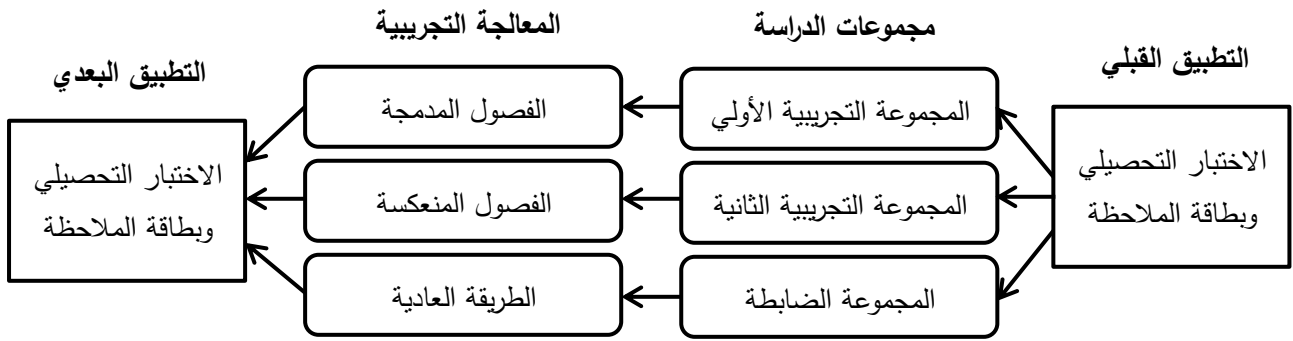 التطبيق القبلي
مجموعات الدراسة
المعالجة التجريبية
التطبيق البعدي
الاختبار التحصيلي
وبطاقة الملاحظة
المجموعة التجريبية الأولي
المجموعة التجريبية الثانية
المجموعة الضابطة
الفصول المدمجة
الفصول المنعكسة
الطريقة العادية
الاختبار التحصيلي
وبطاقة الملاحظة